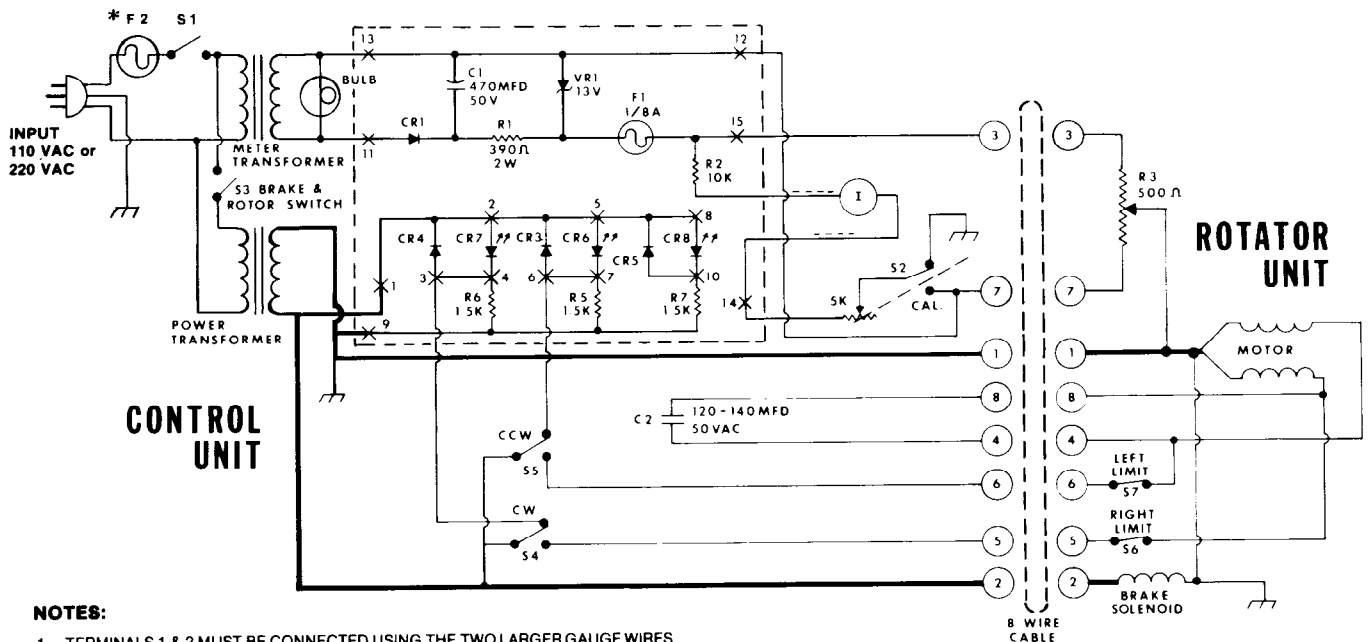 * F2
S1
13
12
BULB
C1
470MFD
50V
VR1
13V
F1
1/8A
CR1
R1
390Ω
2W
11
15
3
3
INPUT
110 VAC or
220 VAC
METER
TRANSFORMER
R2
10K
I
R3
500 Ω
S3 BRAKE &
ROTOR SWITCH
2
5
8
CR4
CR7
CR3
CR6
CR5
CR8
ROTATOR
UNIT
3
4
6
7
10
S2
1
R6
1.5K
R5
1.5K
R7
1.5K
14
5K
CAL.
7
7
9
POWER
TRANSFORMER
1
1
MOTOR
CONTROL
UNIT
C2
120-140MFD
50VAC
8
8
4
4
CCW
S5
6
6
LEFT
LIMIT
S7
CW
S4
5
5
RIGHT
LIMIT
S6
2
2
BRAKE
SOLENOID
NOTES:
8 WIRE
CABLE
1. TERMINALS 1 & 2 MUST BE CONNECTED USING THE TWO LARGER GAUGE WIRES